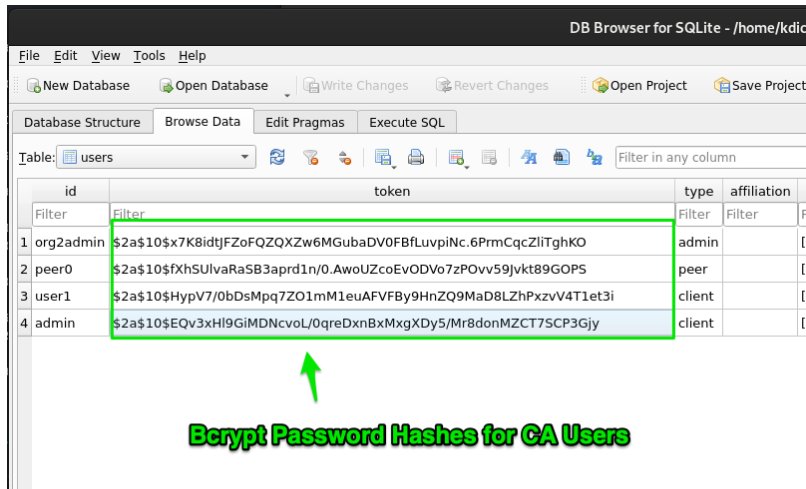 DB Browser for SQLite - /home/kdic
File Edit View Tools Help
New Database Open Database Write Changes Revert Changes Open Project Save Project
Database Structure Browse Data Edit Pragmas Execute SQL
Table: users Filter in any column
id token type affiliation
Filter Filter Filter Filter F
1 org2admin $2a$10$x7K8idtJFZoFQZQXZw6MGubaDV0FBfLuvpiNc.6PrmCqcZliTghKO admin [
2 peer0 $2a$10$fXhSUlvaRaSB3aprd1n/0.AwoUZcoEvODVo7zPOvv59Jvkt89GOPS peer [
3 user1 $2a$10$HypV7/0bDsMpq7ZO1mM1euAFVFBy9HnZQ9MaD8LZhPxzvV4T1et3i client [
4 admin $2a$10$EQv3xHl9GiMDNcvoL/0qreDxnBxMxgXDy5/Mr8donMZCT7SCP3Gjy client [
Bcrypt Password Hashes for CA Users